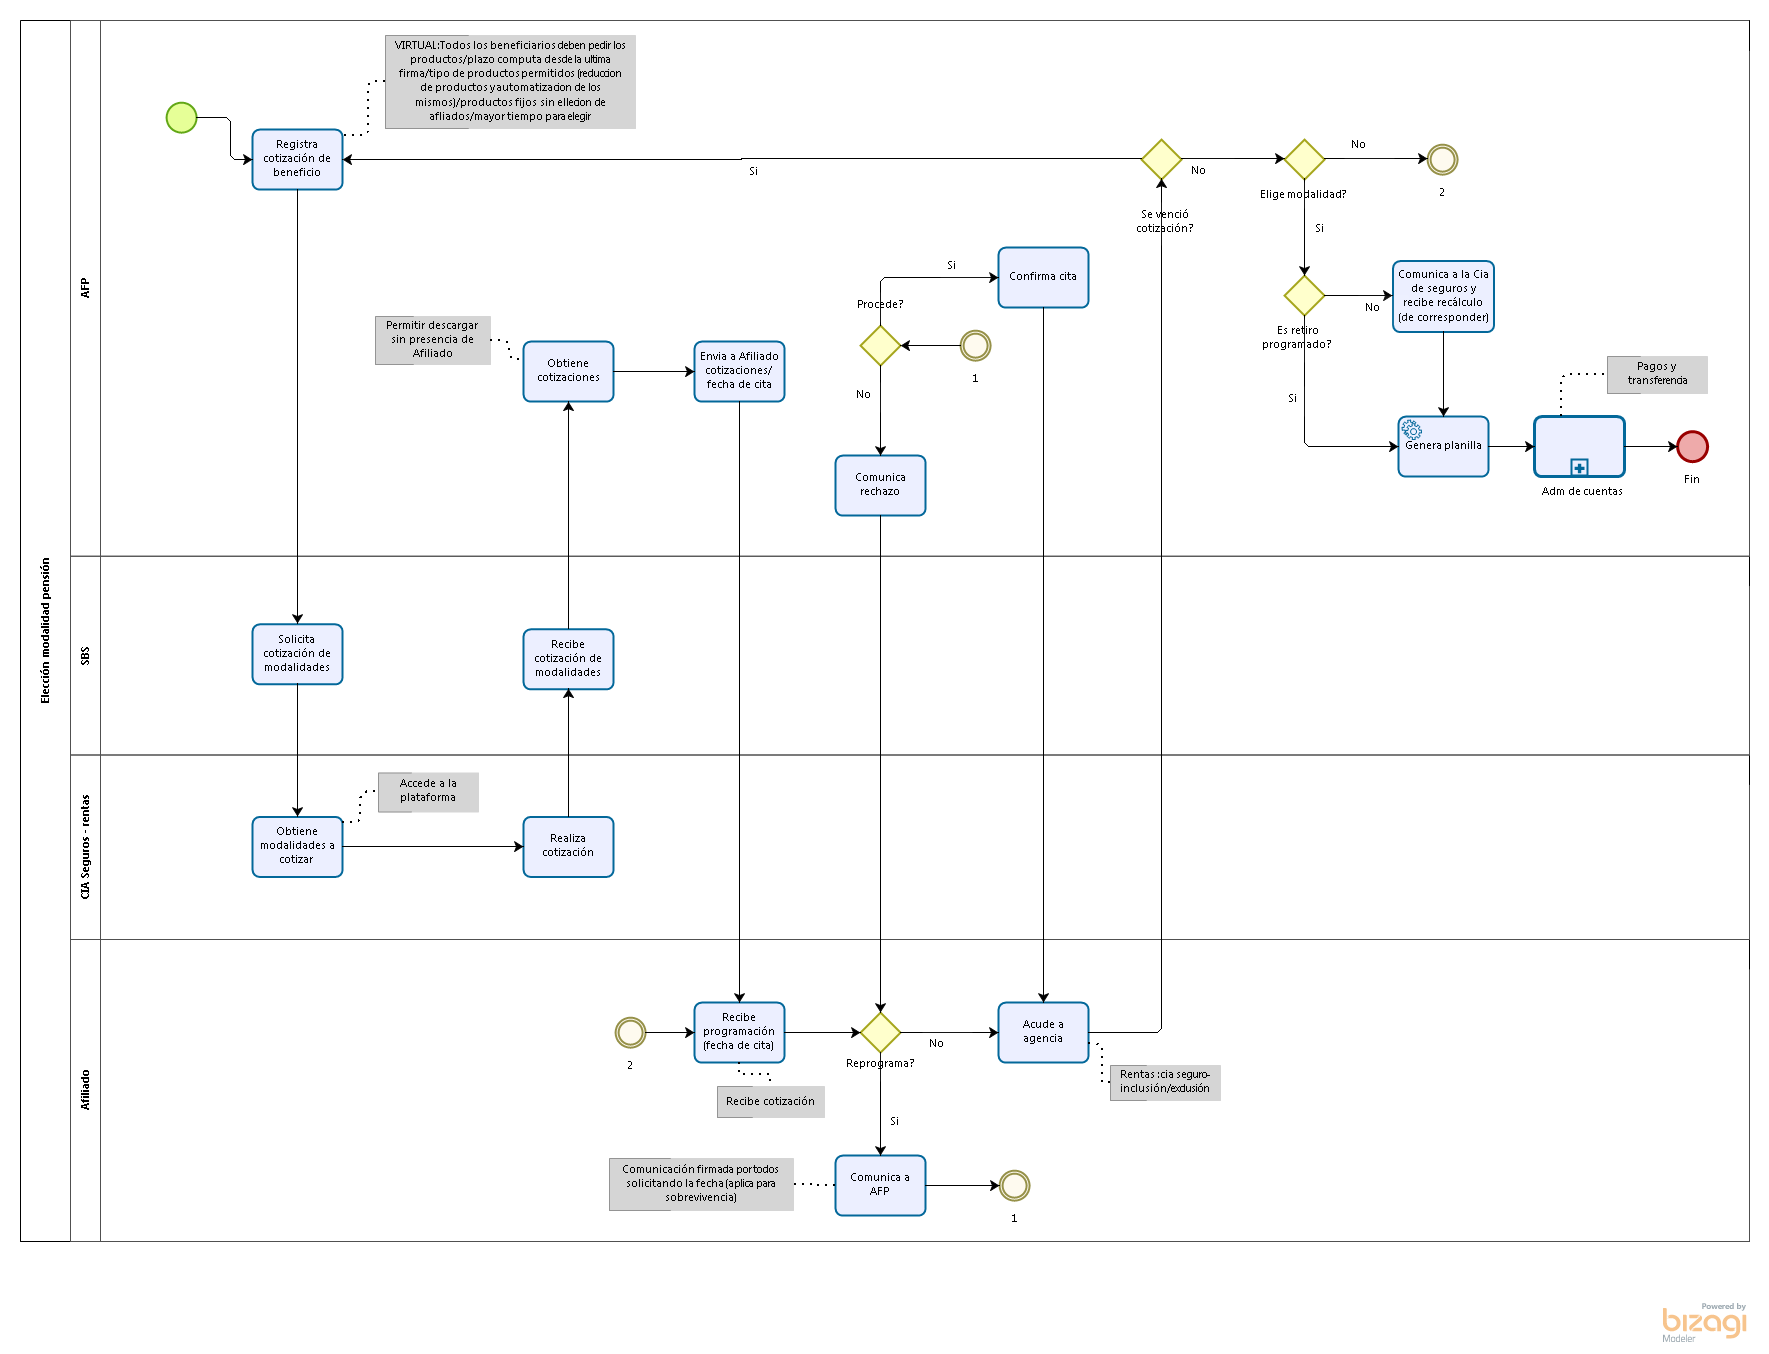 Elección modalidad pensión
AFP
VIRTUAL:Todos los beneficiarios deben pedir los
productos/plazo computa desde la ultima
firma/tipo de productos permitidos (reduccion
de productos y automatizacion de los
mismos)/productos fijos sin ellecion de
afliados/mayor tiempo para elegir
Registra
cotización de
beneficio
Si
Se venció
cotización?
No
Elige modalidad?
No
2
Si
Es retiro
programado?
No
Si
Comunica a la Cia
de seguros y
recibe recálculo
(de corresponder)
Pagos y
transferencia
Genera planilla
Adm de cuentas
Fin
Permitir descargar
sin presencia de
Afiliado
Obtiene
cotizaciones
Envia a Afiliado
cotizaciones/
fecha de cita
Procede?
Si
Confirma cita
1
No
Comunica
rechazo
SBS
Solicita
cotización de
modalidades
Recibe
cotización de
modalidades
CIA Seguros - rentas
Accede a la
plataforma
Obtiene
modalidades a
cotizar
Realiza
cotización
Afiliado
2
Recibe
programación
(fecha de cita)
Recibe cotización
Reprograma?
No
Acude a
agencia
Rentas :cia seguro-
inclusión/exclusión
Si
Comunicación firmada por todos
solicitando la fecha (aplica para
sobrevivencia)
Comunica a
AFP
1
Powered by
bizagi
Modeler